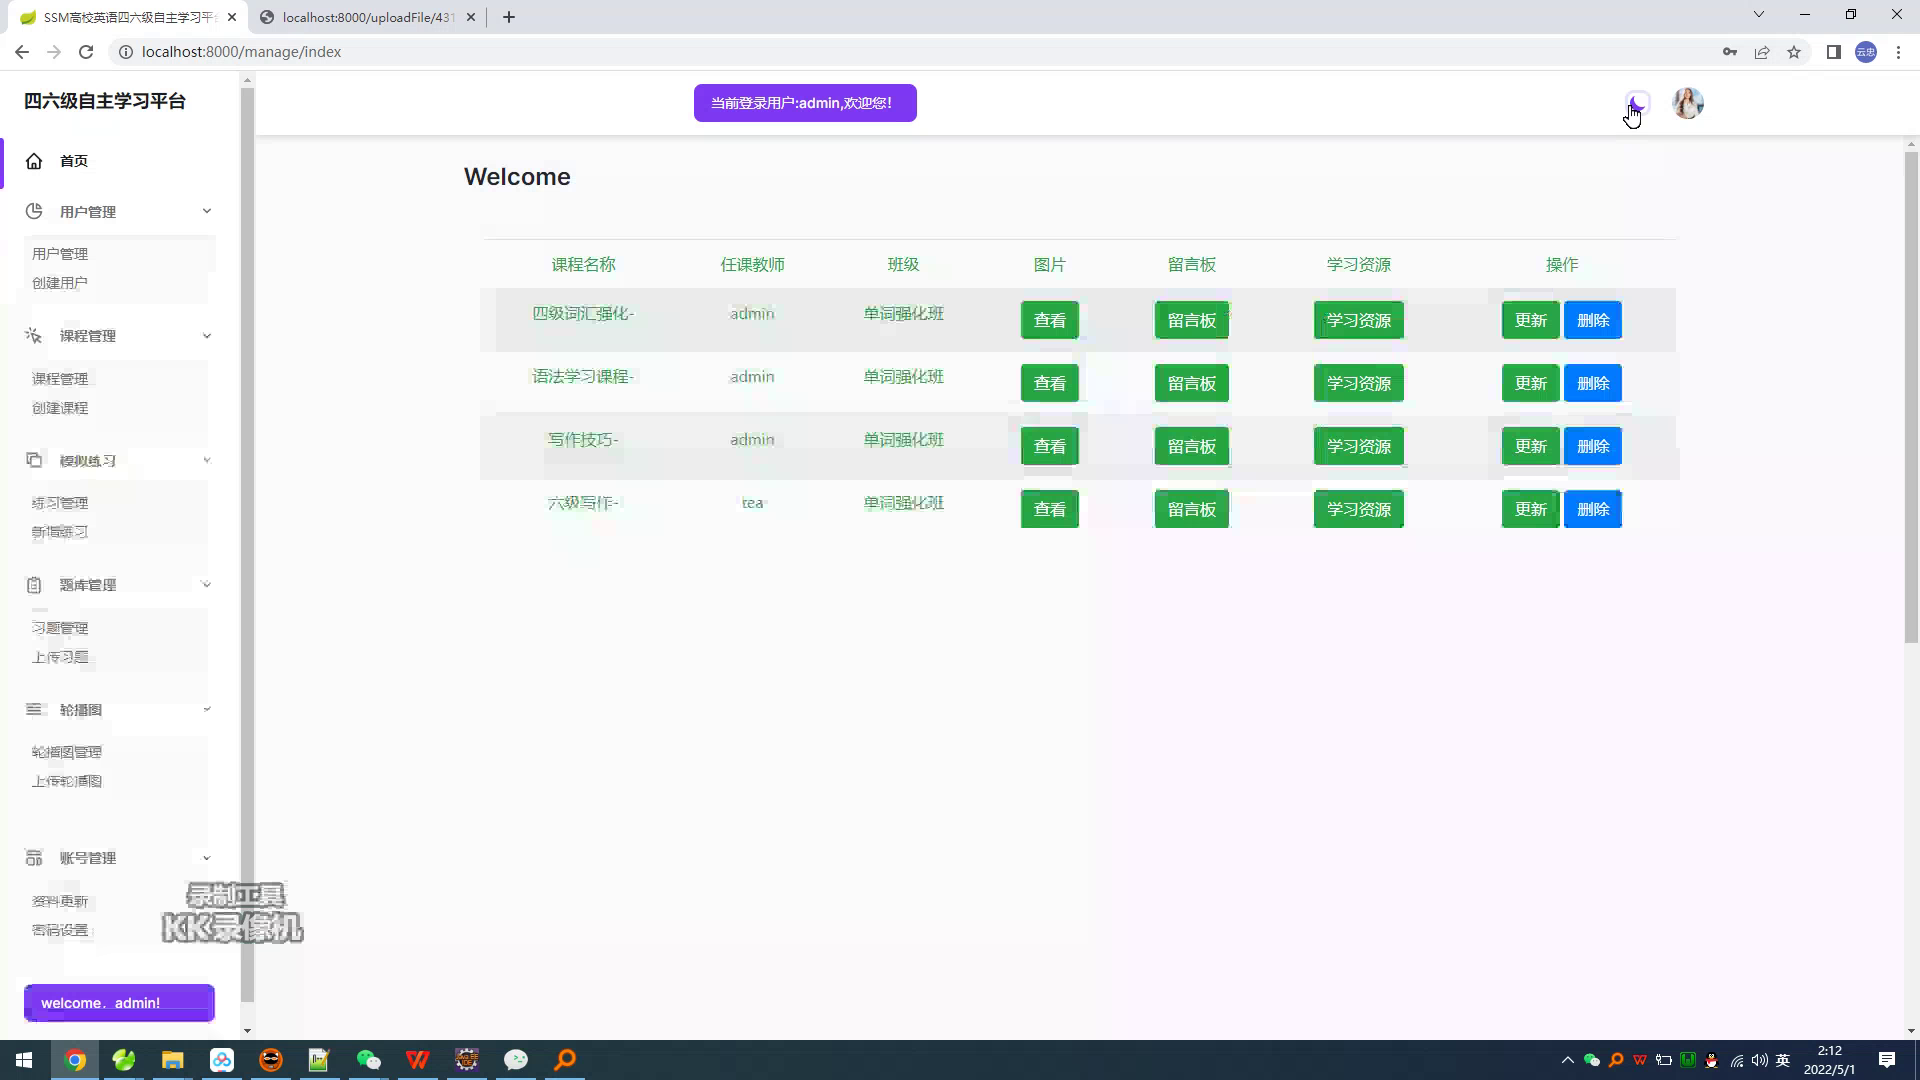 SSM高校英语四六级自主学习平台
localhost:8000/uploadFile/431
localhost:8000/manage/index
云忠
四六级自主学习平台
当前登录用户:admin,欢迎您!
首页
用户管理
用户管理
创建用户
课程管理
课程管理
创建课程
模拟练习
练习管理
新增练习
题库管理
习题管理
上传习题
轮播图
轮播图管理
上传轮播图
账号管理
资料更新
密码设置
welcome，admin!
Welcome
课程名称 任课教师 班级 图片 留言板 学习资源 操作
四级词汇强化- admin 单词强化班 查看 留言板 学习资源 更新 删除
语法学习课程- admin 单词强化班 查看 留言板 学习资源 更新 删除
写作技巧- admin 单词强化班 查看 留言板 学习资源 更新 删除
六级写作- tea 单词强化班 查看 留言板 学习资源 更新 删除
录制工具
KK录像机
英
2:12
2022/5/1